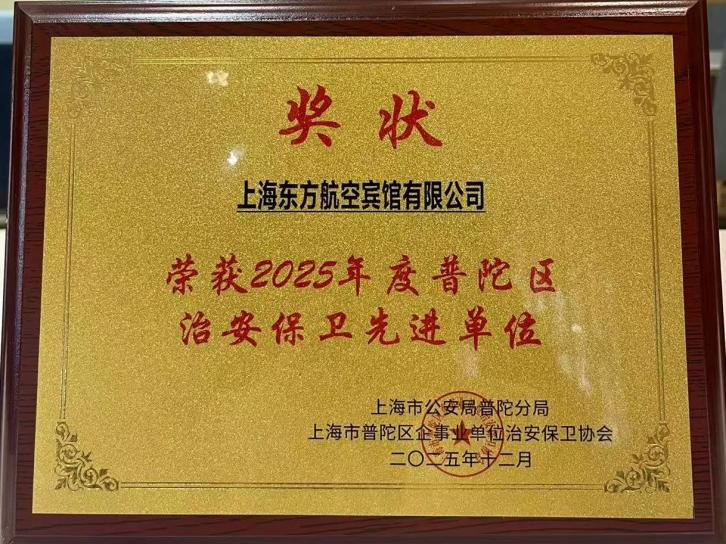 奖状
上海东方航空宾馆有限公司
荣获2025年度普陀区
治安保卫先进单位
上海市公安局普陀分局
上海市普陀区企事业单位治安保卫协会
二〇二五年十二月